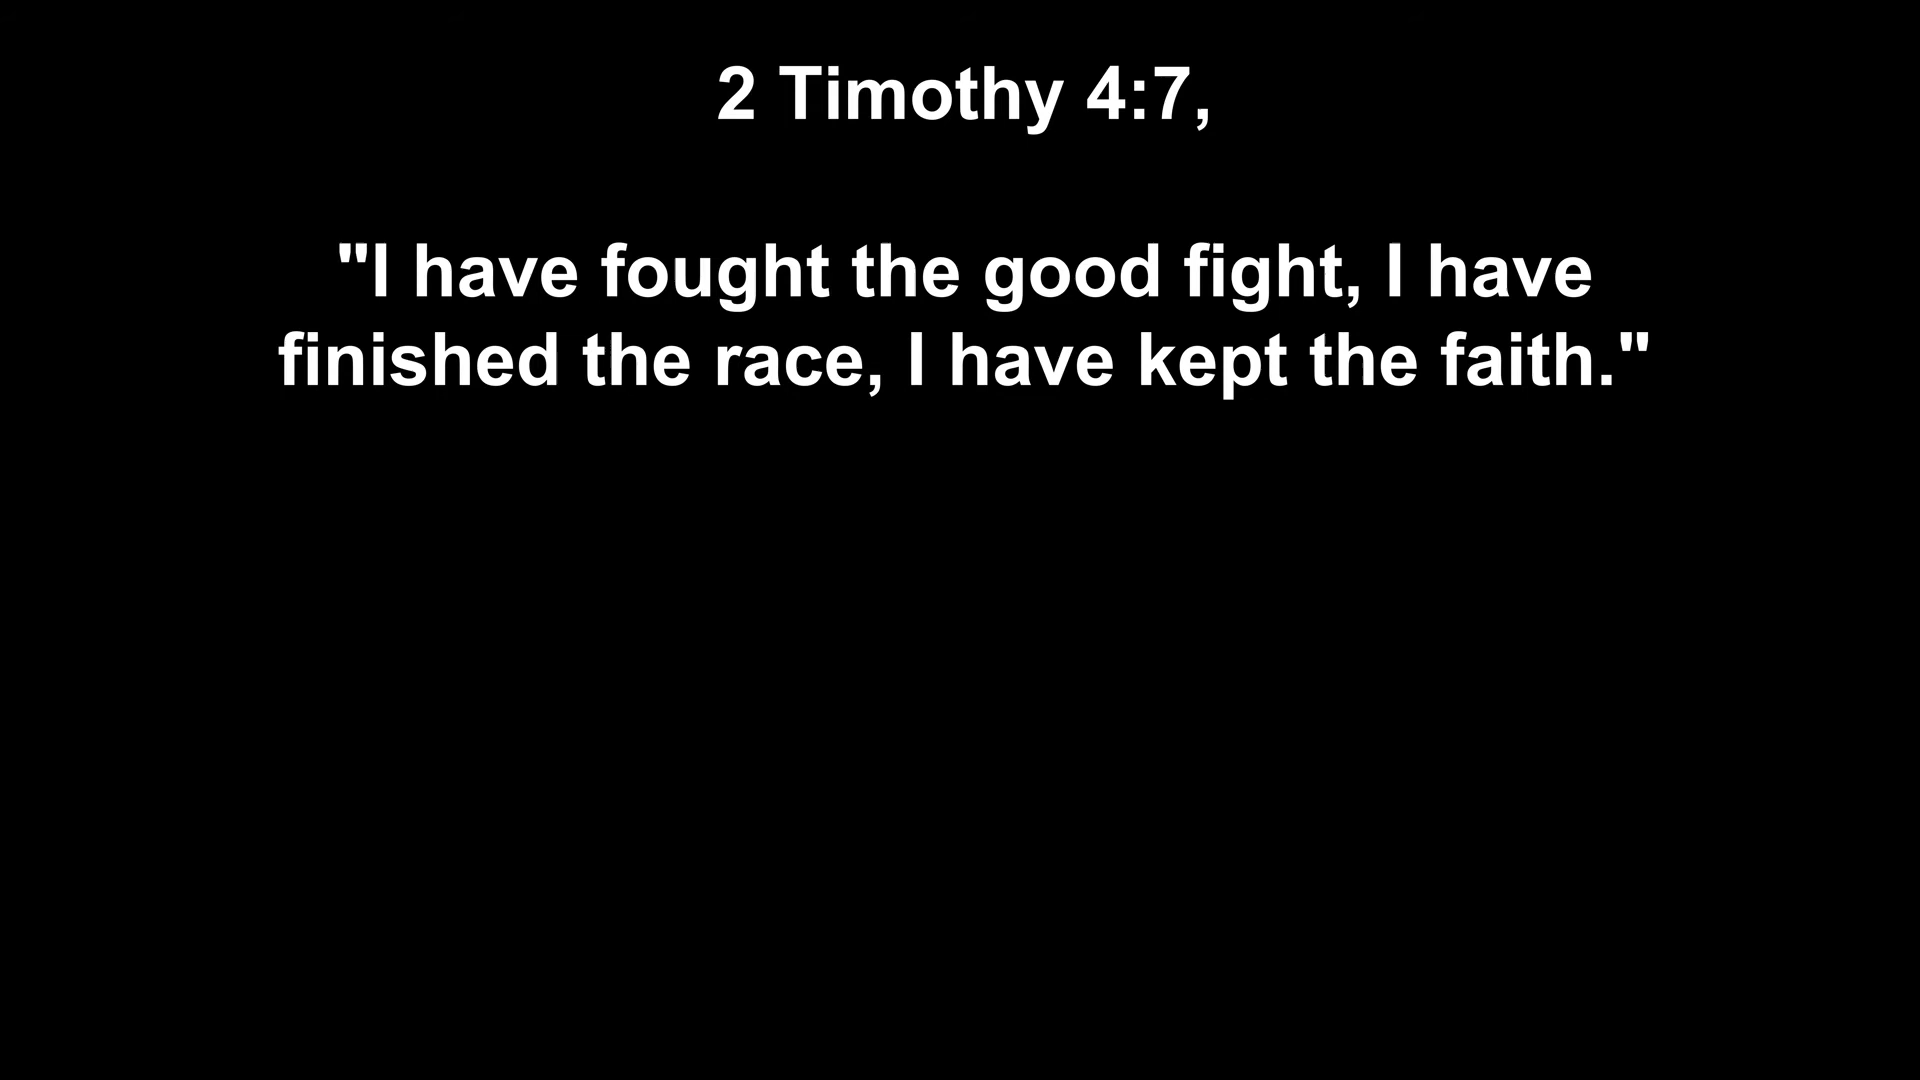 2 Timothy 4:7,
"I have fought the good fight, I have
finished the race, I have kept the faith."